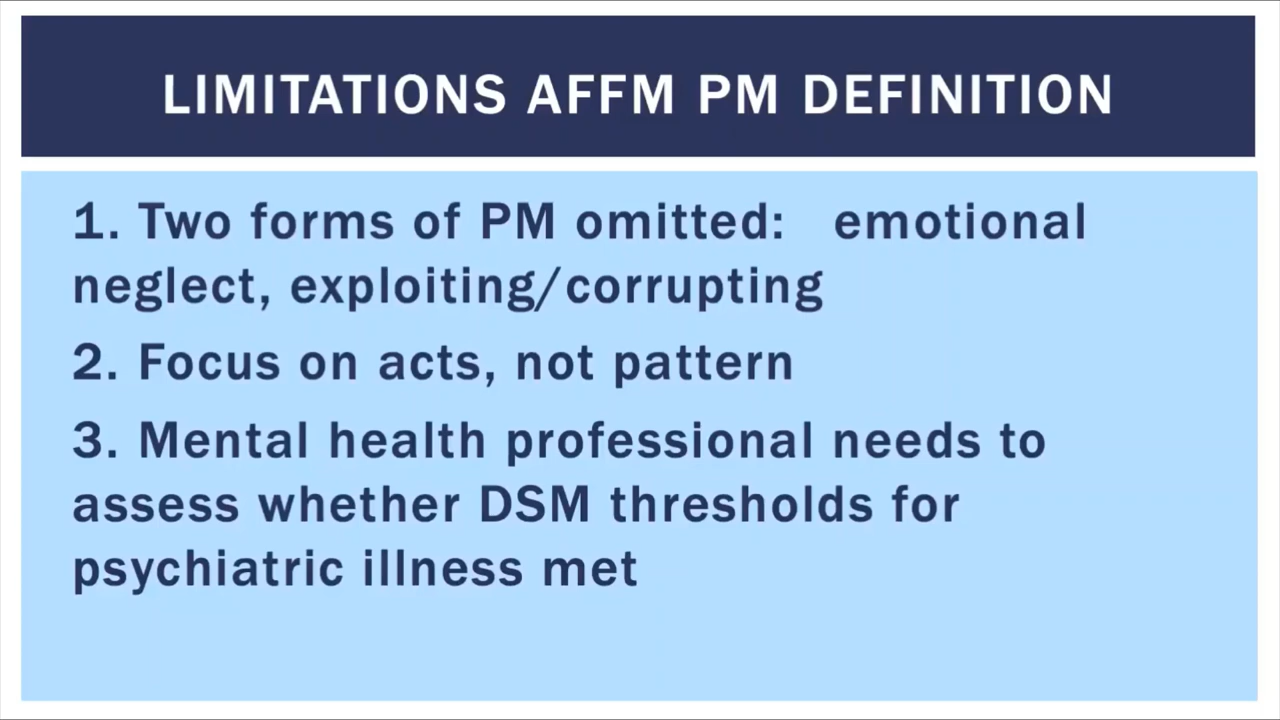 LIMITATIONS AFFM PM DEFINITION
1. Two forms of PM omitted: emotional
neglect, exploiting/corrupting
2. Focus on acts, not pattern
3. Mental health professional needs to
assess whether DSM thresholds for
psychiatric illness met